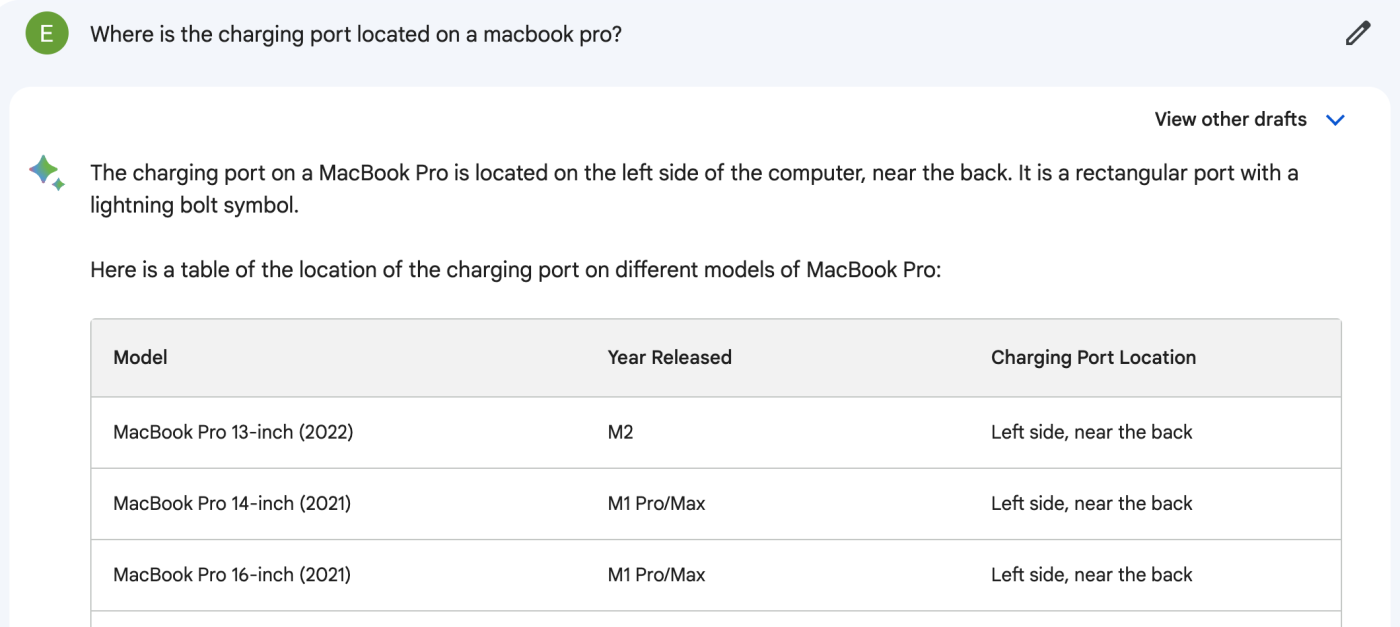 E
Where is the charging port located on a macbook pro?
View other drafts
The charging port on a MacBook Pro is located on the left side of the computer, near the back. It is a rectangular port with a
lightning bolt symbol.
Here is a table of the location of the charging port on different models of MacBook Pro:
Model Year Released Charging Port Location
MacBook Pro 13-inch (2022) M2 Left side, near the back
MacBook Pro 14-inch (2021) M1 Pro/Max Left side, near the back
MacBook Pro 16-inch (2021) M1 Pro/Max Left side, near the back